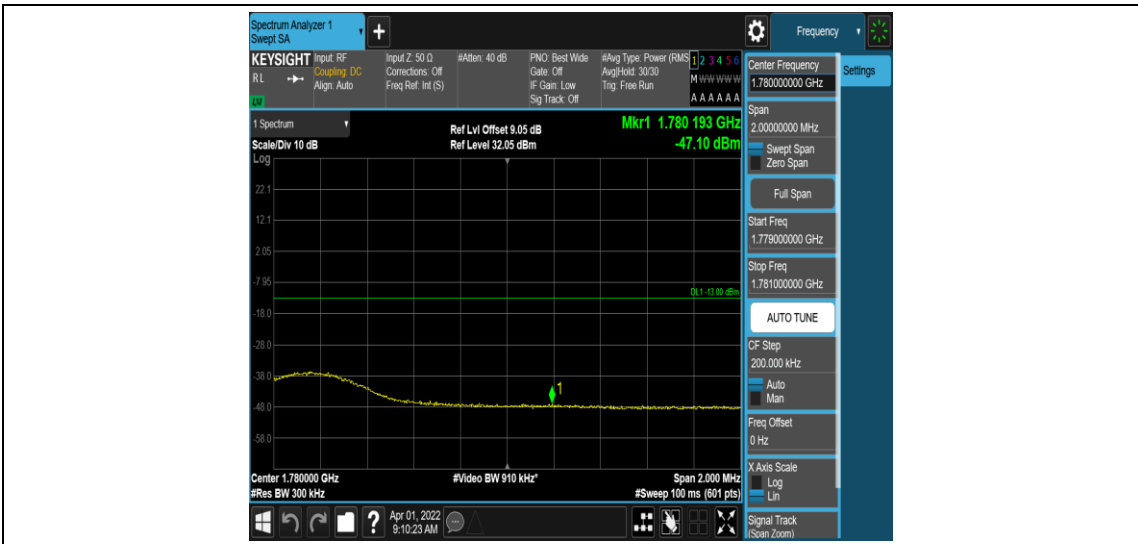 Spectrum Analyzer 1
Swept SA
+
Frequency
KEYSIGHT
RL
LXI
Input: RF
Coupling: DC
Align: Auto
Input Z: 50 Ω
Corrections: Off
Freq Ref: Int (S)
#Atten: 40 dB
PNO: Best Wide
Gate: Off
IF Gain: Low
Sig Track: Off
#Avg Type: Power (RMS
Avg|Hold: 30/30
Trig: Free Run
1 2 3 4 5 6
M W W W W W
A A A A A A
Center Frequency
1.780000000 GHz
Settings
Span
2.00000000 MHz
Swept Span
Zero Span
Full Span
Start Freq
1.779000000 GHz
Stop Freq
1.781000000 GHz
AUTO TUNE
CF Step
200.000 kHz
Auto
Man
Freq Offset
0 Hz
X Axis Scale
Log
Lin
Signal Track
(Span Zoom)
1 Spectrum
Scale/Div 10 dB
Log
Ref Lvl Offset 9.05 dB
Ref Level 32.05 dBm
Mkr1 1.780 193 GHz
-47.10 dBm
22.1
12.1
2.05
-7.95
DL1 -13.00 dBm
-18.0
-28.0
-38.0
1
-48.0
-58.0
Center 1.780000 GHz
#Video BW 910 kHz*
Span 2.000 MHz
#Res BW 300 kHz
#Sweep 100 ms (601 pts)
?
Apr 01, 2022
9:10:23 AM